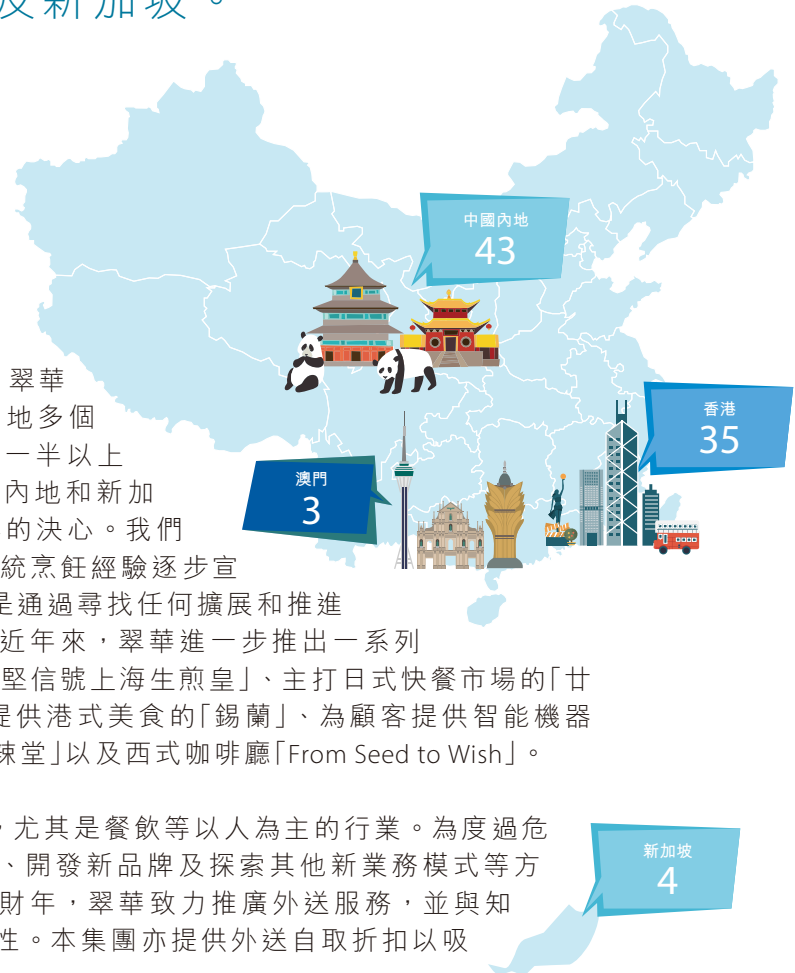 及新加坡。
中國內地
43
翠華
地多個
香港
35
一半以上
內地和新加
澳門
3
的決心。我們
統烹飪經驗逐步宣
是通過尋找任何擴展和推進
近年來，翠華進一步推出一系列
堅信號上海生煎皇」、主打日式快餐市場的「廿
提供港式美食的「錫蘭」、為顧客提供智能機器
辣堂」以及西式咖啡廳「From Seed to Wish」。
，尤其是餐飲等以人為主的行業。為度過危
新加坡
4
、開發新品牌及探索其他新業務模式等方
財年，翠華致力推廣外送服務，並與知
性。本集團亦提供外送自取折扣以吸